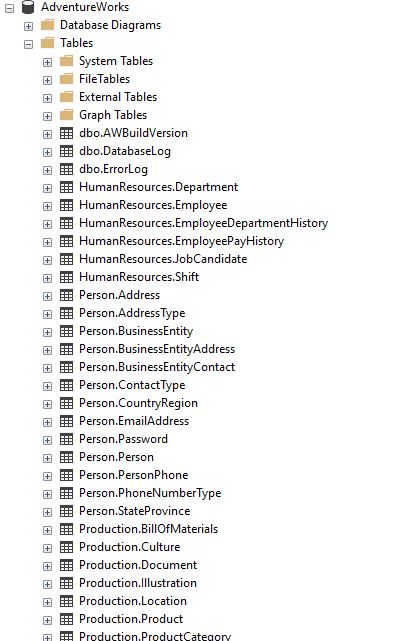 AdventureWorks
Database Diagrams
Tables
System Tables
FileTables
External Tables
Graph Tables
dbo.AWBuildVersion
dbo.DatabaseLog
dbo.ErrorLog
HumanResources.Department
HumanResources.Employee
HumanResources.EmployeeDepartmentHistory
HumanResources.EmployeePayHistory
HumanResources.JobCandidate
HumanResources.Shift
Person.Address
Person.AddressType
Person.BusinessEntity
Person.BusinessEntityAddress
Person.BusinessEntityContact
Person.ContactType
Person.CountryRegion
Person.EmailAddress
Person.Password
Person.Person
Person.PersonPhone
Person.PhoneNumberType
Person.StateProvince
Production.BillOfMaterials
Production.Culture
Production.Document
Production.Illustration
Production.Location
Production.Product
Production.ProductCategory